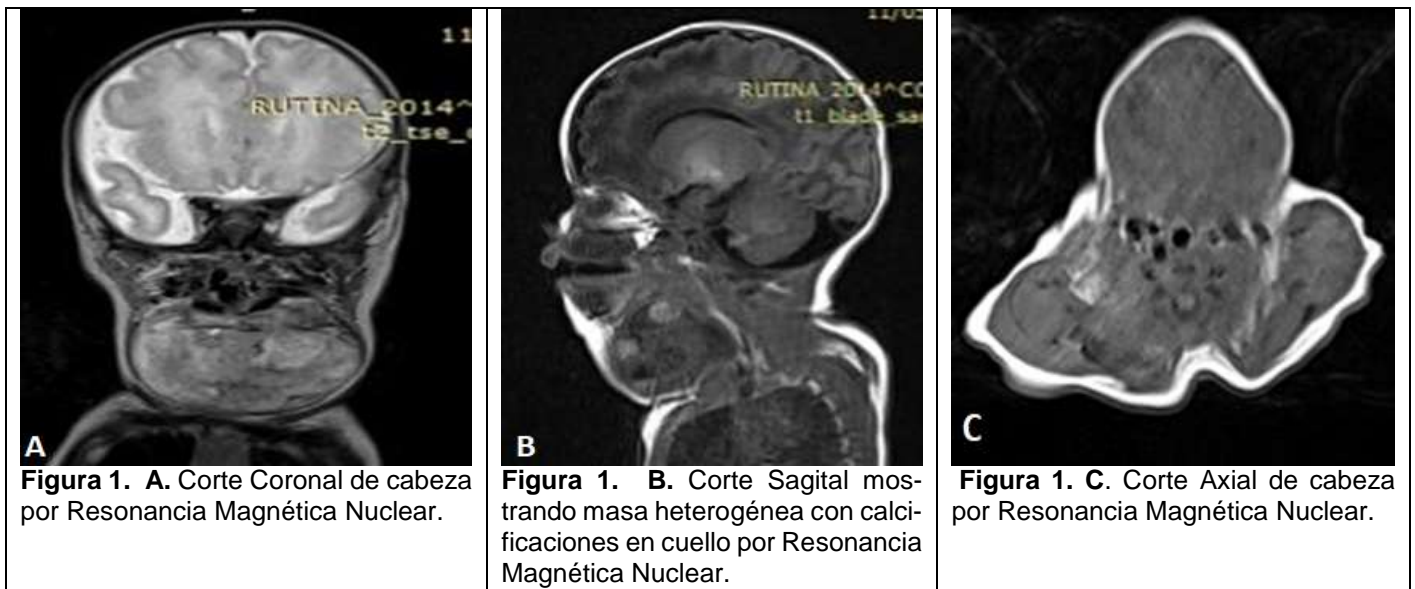 11
RUTINA_2014^
t2_tse_
A
Figura 1. A. Corte Coronal de cabeza
por Resonancia Magnética Nuclear.
11/0
RUTINA 2014^CO
t1_blade_sa
B
Figura 1. B. Corte Sagital mos-
trando masa heterogénea con calci-
ficaciones en cuello por Resonancia
Magnética Nuclear.
C
Figura 1. C. Corte Axial de cabeza
por Resonancia Magnética Nuclear.